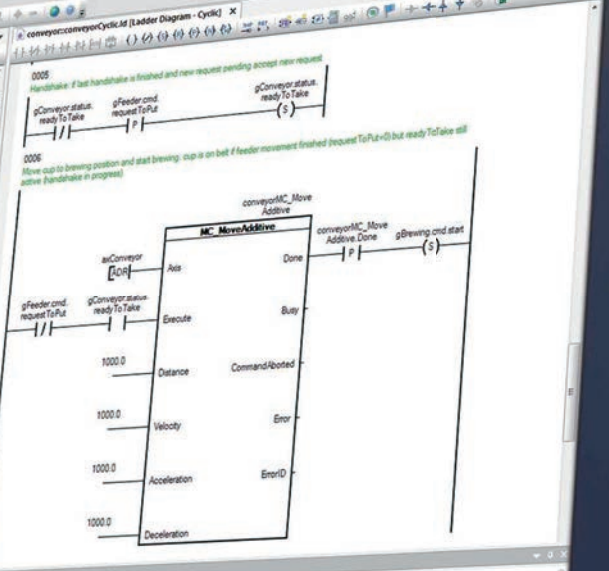 conveyor::conveyorCyclic.ld [Ladder Diagram - Cyclic] X
0005
Handshake: if last handshake is finished and new request pending accept new request
gConveyor.status.
readyToTake
gFeeder.cmd.
requestToPut
gConveyor.status.
readyToTake
P
S
0006
Move cup to brewing position and start brewing. cup is on belt if feeder movement finished (requestToPut=0) but readyToTake still
active (handshake in progress).
conveyorMC_Move
Additive
MC_MoveAdditive
conveyorMC_Move
Additive.Done
gBrewing.cmd.start
axConveyor
ADR
Axis
Done
P
S
gFeeder.cmd.
requestToPut
gConveyor.status.
readyToTake
Execute
Busy
1000.0
Distance
CommandAborted
1000.0
Velocity
Error
1000.0
Acceleration
ErrorID
1000.0
Deceleration